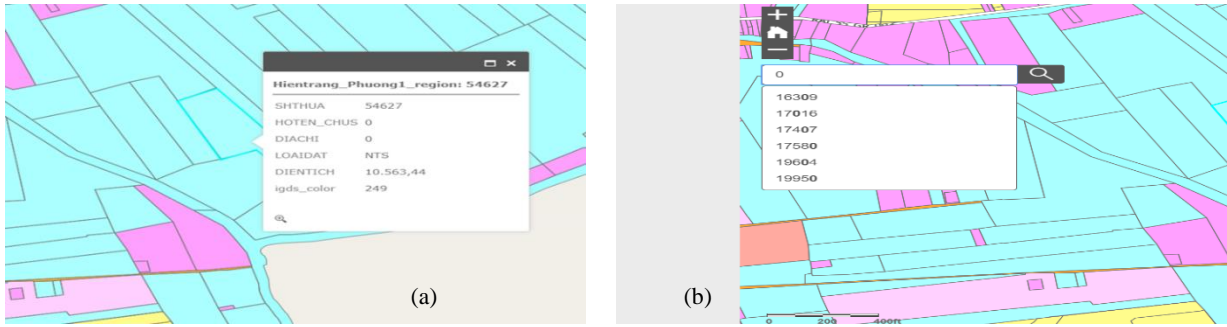 Hientrang_Phuong1_region: 54627
SHTHUA 54627
HOTEN_CHUS 0
DIACHI 0
LOAIDAT NTS
DIENTICH 10.563,44
igds_color 249
(a)
0
16309
17016
17407
17580
19604
19950
(b)
0 200 400ft